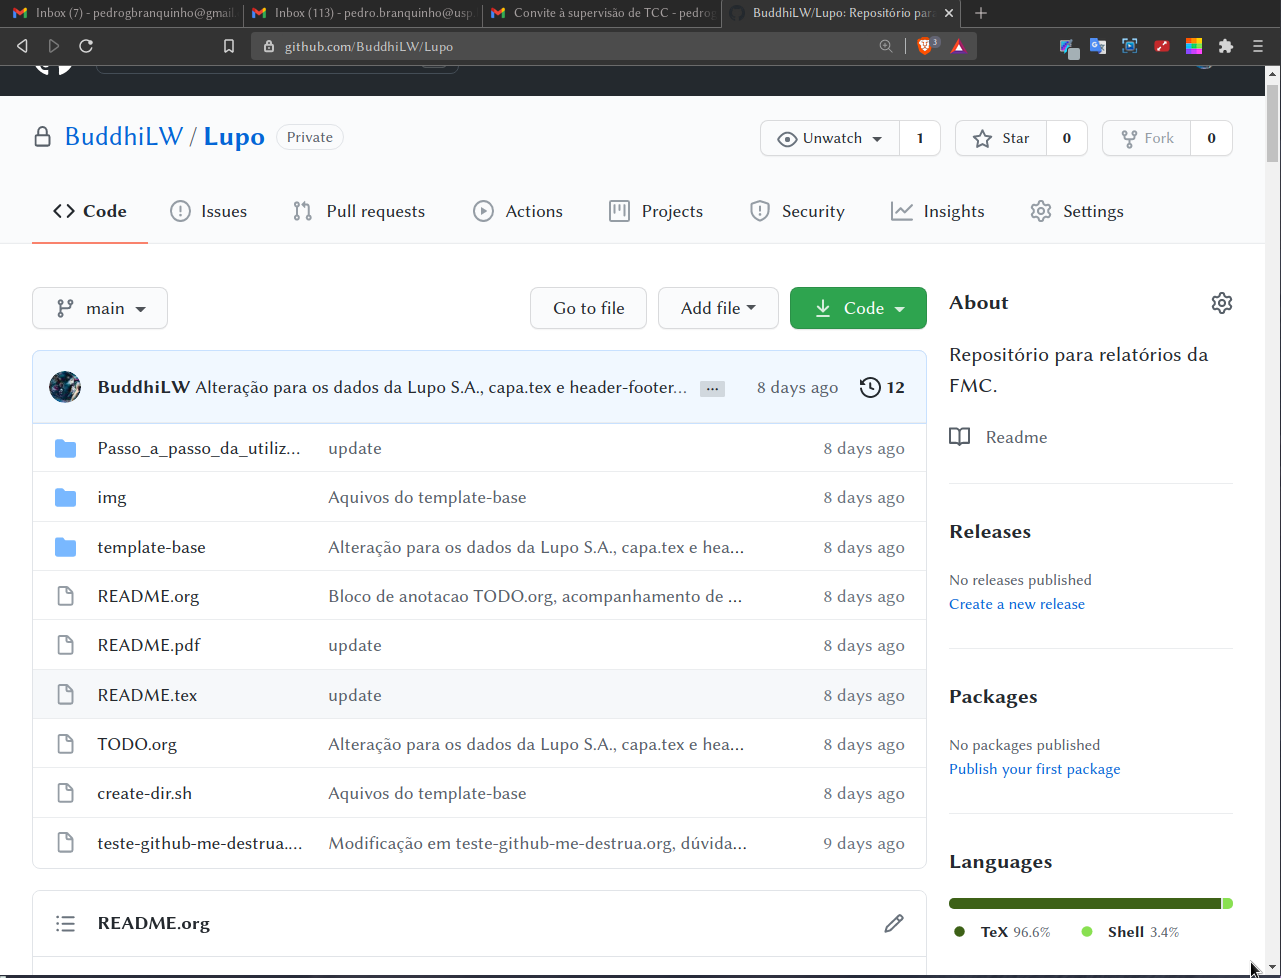 Inbox (7) - pedrogbranquinho@gmail
Inbox (113) - pedro.branquinho@usp
Convite à supervisão de TCC - pedrog
BuddhiLW/Lupo: Repositório para
github.com/BuddhiLW/Lupo
3
BuddhiLW / Lupo Private
Unwatch 1
Star 0
Fork 0
Code Issues Pull requests Actions Projects Security Insights Settings
main
Go to file
Add file
Code
BuddhiLW Alteração para os dados da Lupo S.A., capa.tex e header-footer... ... 8 days ago 12
Passo_a_passo_da_utiliz... update 8 days ago
img Aquivos do template-base 8 days ago
template-base Alteração para os dados da Lupo S.A., capa.tex e hea... 8 days ago
README.org Bloco de anotacao TODO.org, acompanhamento de ... 8 days ago
README.pdf update 8 days ago
README.tex update 8 days ago
TODO.org Alteração para os dados da Lupo S.A., capa.tex e hea... 8 days ago
create-dir.sh Aquivos do template-base 8 days ago
teste-github-me-destrua.... Modificação em teste-github-me-destrua.org, dúvida... 9 days ago
README.org
About
Repositório para relatórios da
FMC.
Readme
Releases
No releases published
Create a new release
Packages
No packages published
Publish your first package
Languages
TeX 96.6% Shell 3.4%